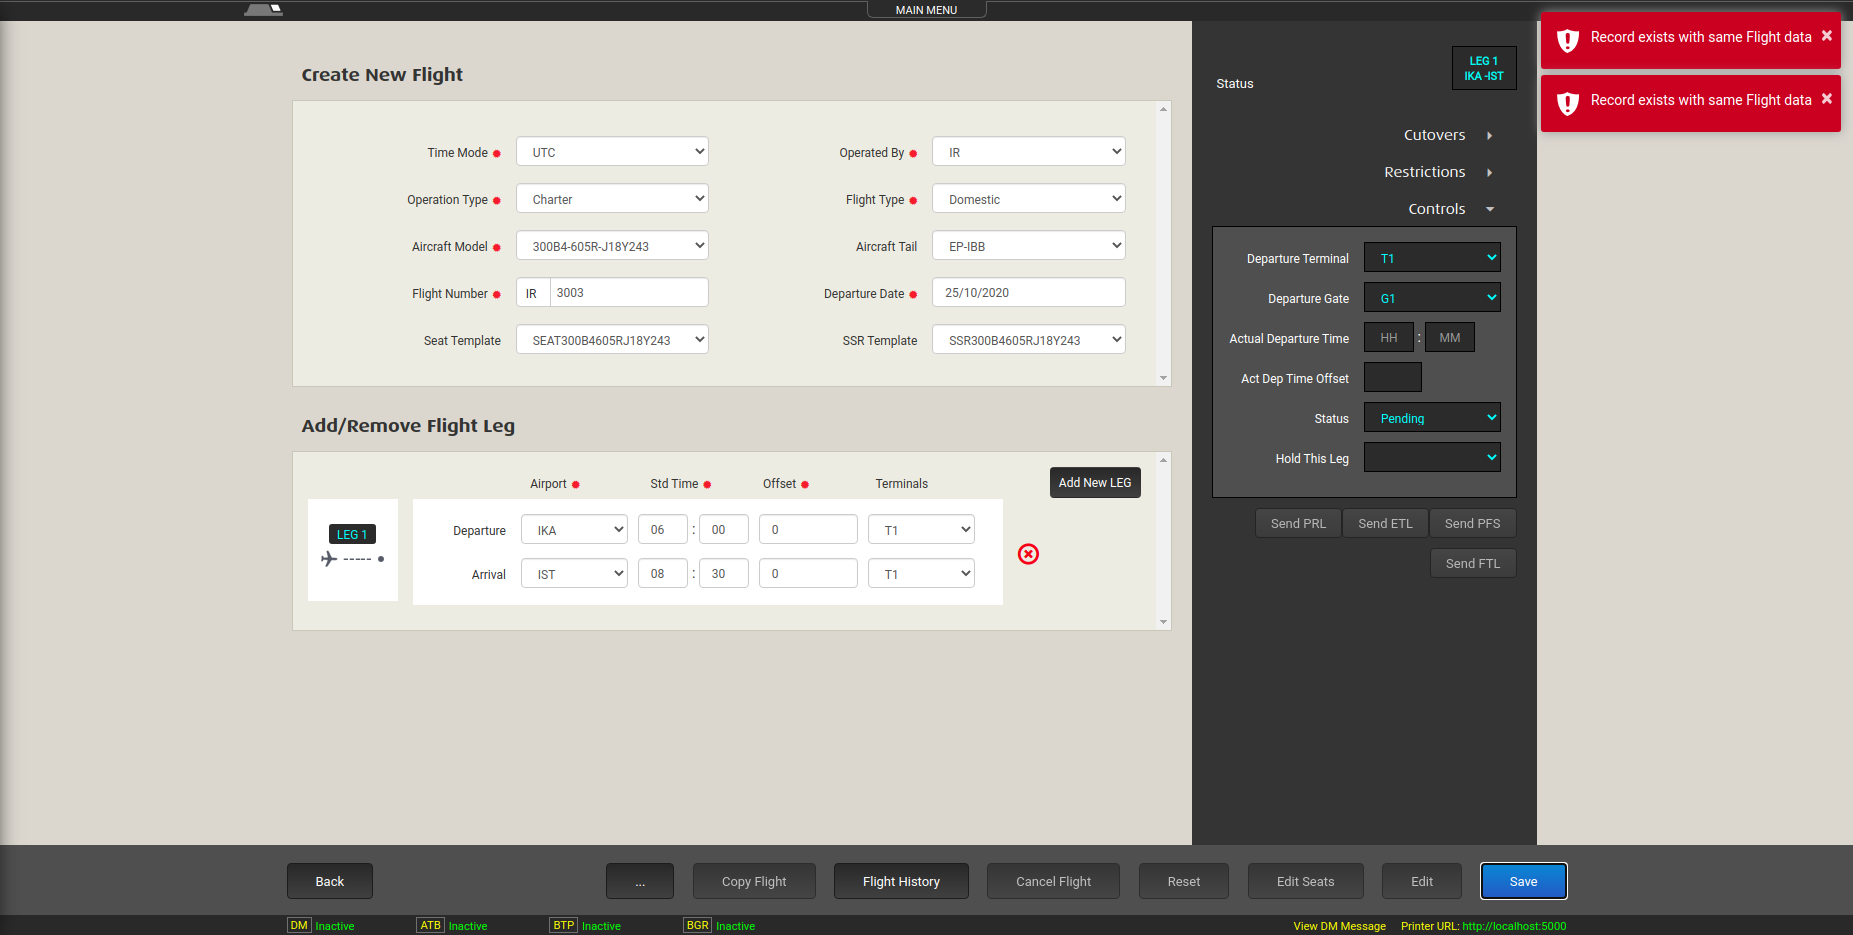 MAIN MENU
Record exists with same Flight data ×
Record exists with same Flight data ×
Create New Flight
Time Mode UTC Operated By IR
Operation Type Charter Flight Type Domestic
Aircraft Model 300B4-605R-J18Y243 Aircraft Tail EP-IBB
Flight Number IR 3003 Departure Date 25/10/2020
Seat Template SEAT300B4605RJ18Y243 SSR Template SSR300B4605RJ18Y243
Add/Remove Flight Leg
Airport Std Time Offset Terminals Add New LEG
LEG 1
Departure IKA 06 : 00 0 T1
Arrival IST 08 : 30 0 T1
Status
LEG 1
IKA -IST
Cutovers
Restrictions
Controls
Departure Terminal T1
Departure Gate G1
Actual Departure Time HH : MM
Act Dep Time Offset
Status Pending
Hold This Leg
Send PRL Send ETL Send PFS
Send FTL
Back ... Copy Flight Flight History Cancel Flight Reset Edit Seats Edit Save
DM Inactive ATB Inactive BTP Inactive BGR Inactive View DM Message Printer URL: http://localhost:5000